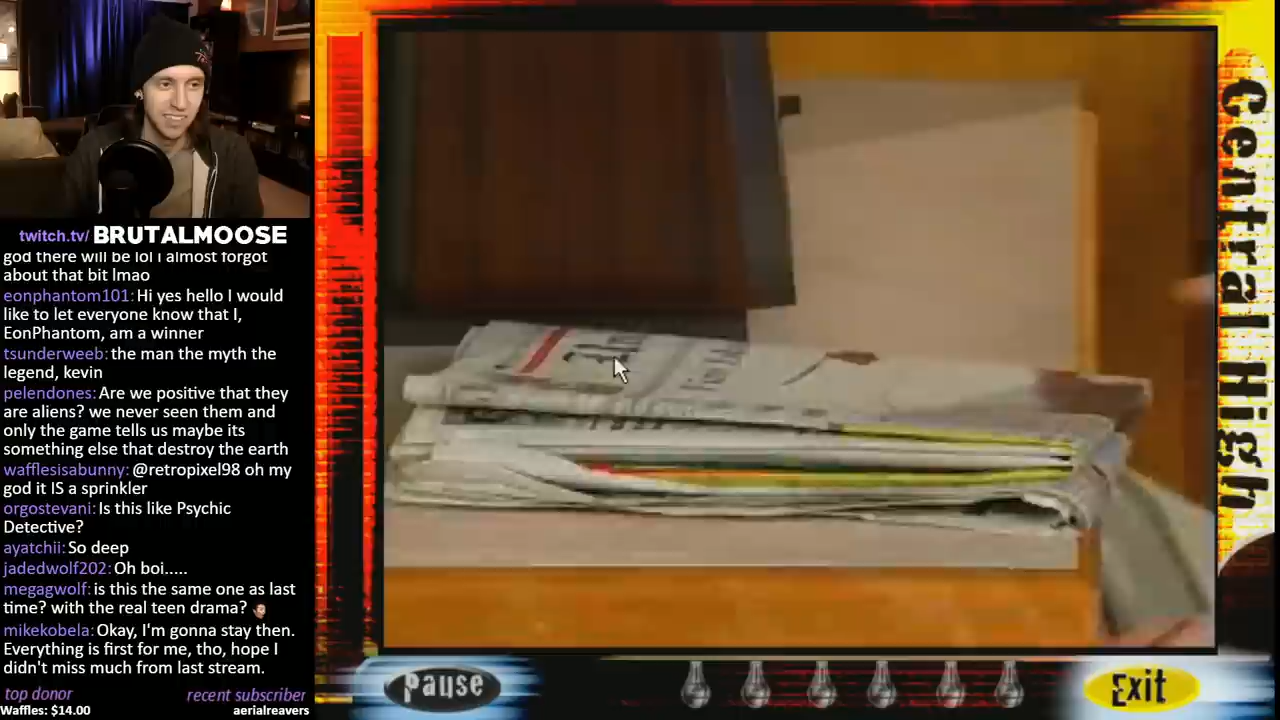 twitch.tv/ BRUTALMOOSE
god there will be lol i almost forgot
about that bit lmao
eonphantom101: Hi yes hello I would
like to let everyone know that I,
EonPhantom, am a winner
tsunderweeb: the man the myth the
legend, kevin
pelendones: Are we positive that they
are aliens? we never seen them and
only the game tells us maybe its
something else that destroy the earth
wafflesisabunny: @retropixel98 oh my
god it IS a sprinkler
orgostevani: Is this like Psychic
Detective?
ayatchii: So deep
jadedwolf202: Oh boi.....
megagwolf: is this the same one as last
time? with the real teen drama?
mikekobela: Okay, I'm gonna stay then.
Everything is first for me, tho, hope I
didn't miss much from last stream.
top donor
Waffles: $14.00
recent subscriber
aerialreavers
Central High
Pause
Exit